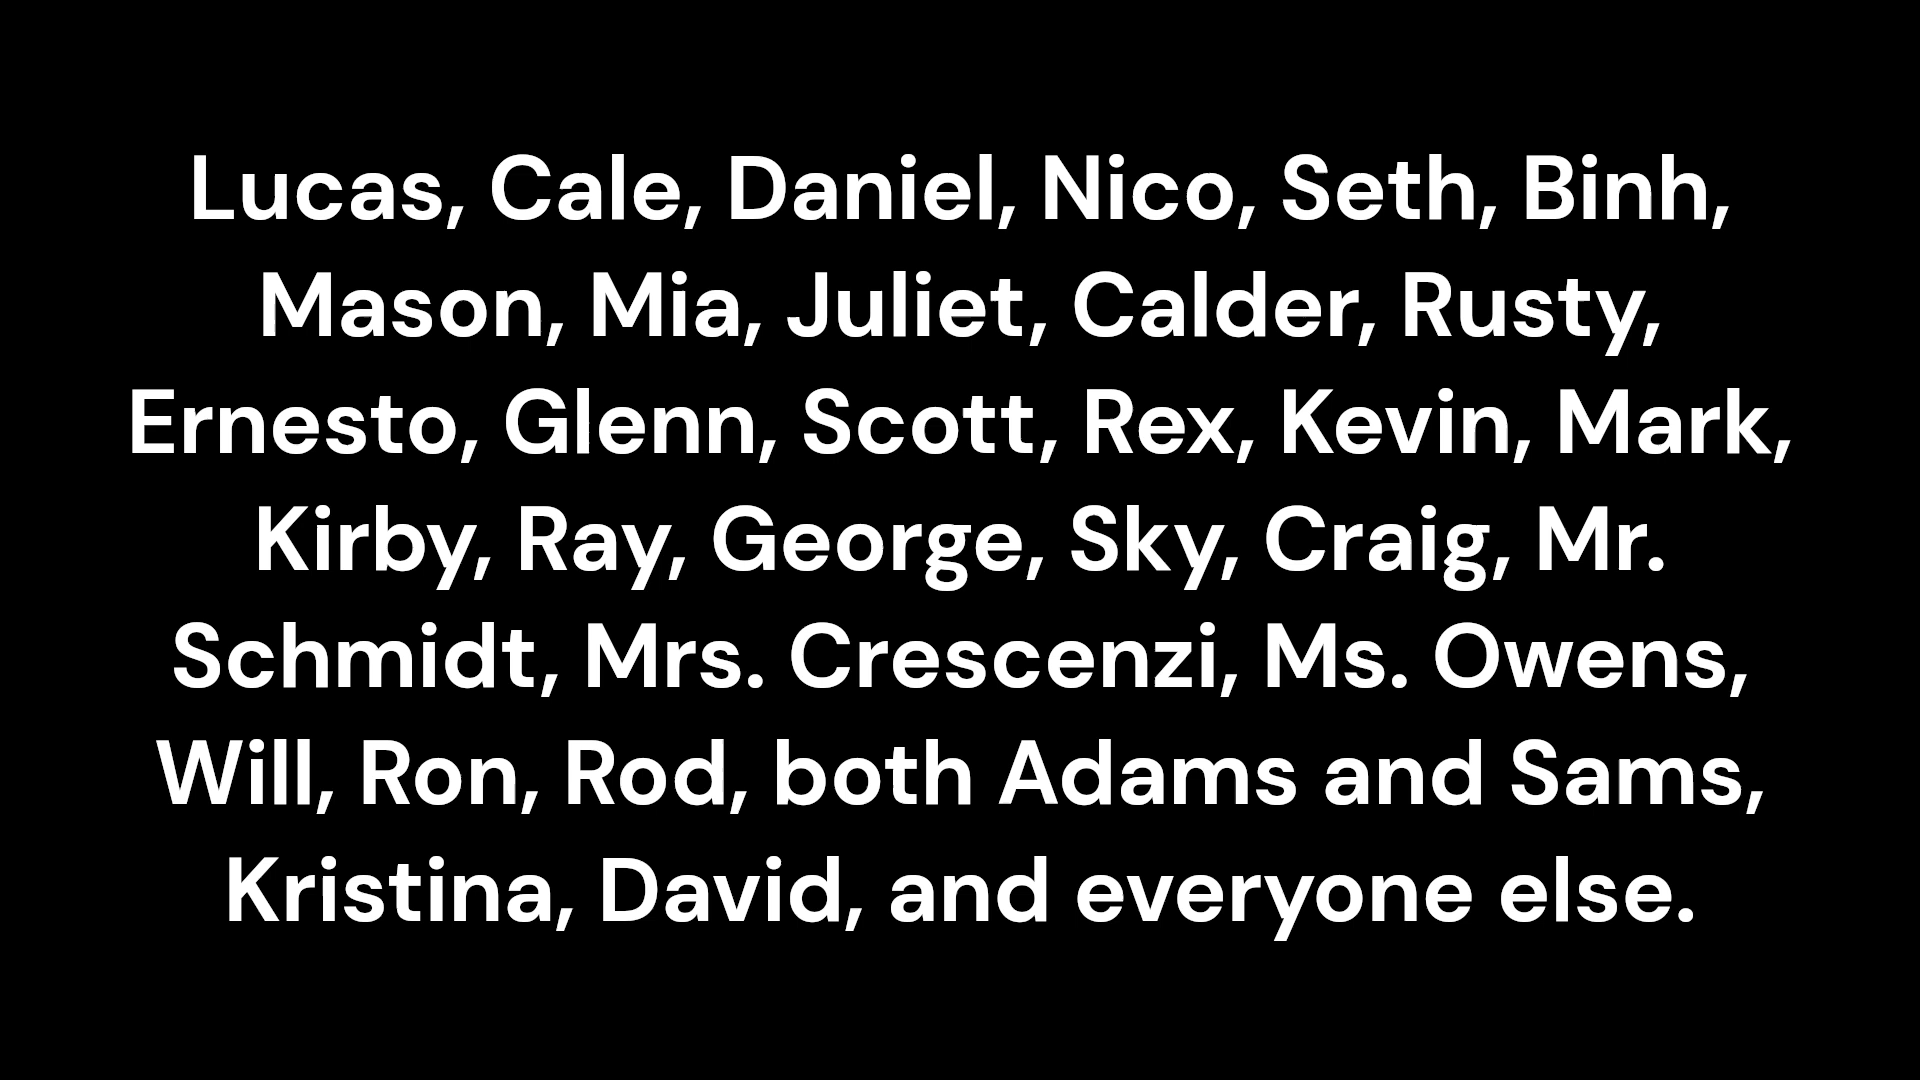 Lucas, Cale, Daniel, Nico, Seth, Binh,
Mason, Mia, Juliet, Calder, Rusty,
Ernesto, Glenn, Scott, Rex, Kevin, Mark,
Kirby, Ray, George, Sky, Craig, Mr.
Schmidt, Mrs. Crescenzi, Ms. Owens,
Will, Ron, Rod, both Adams and Sams,
Kristina, David, and everyone else.